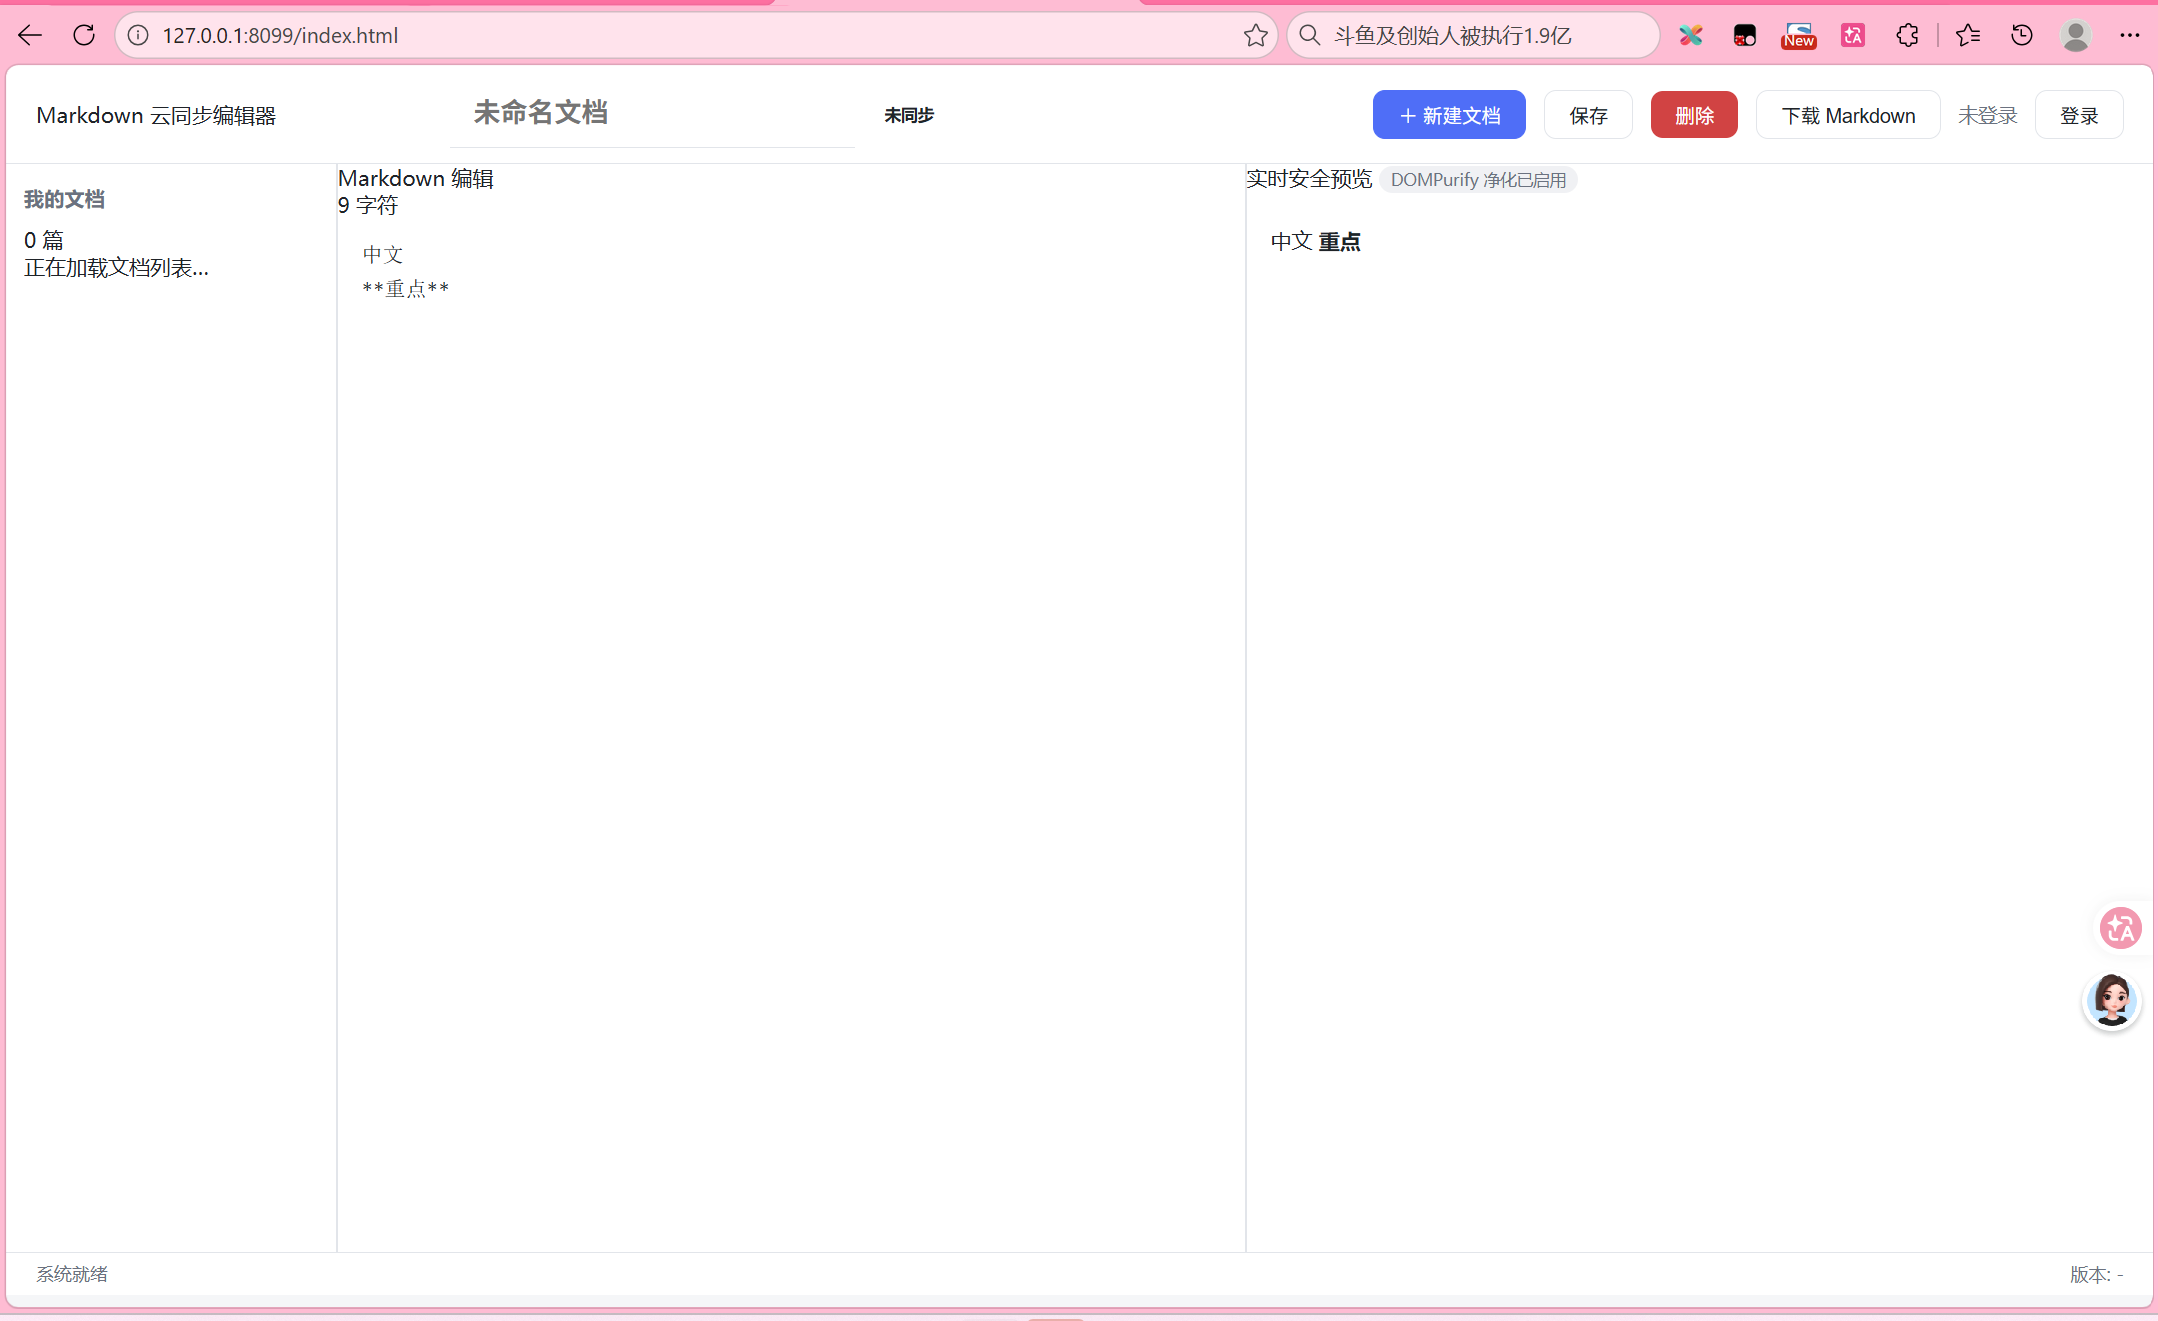 127.0.0.1:8099/index.html
斗鱼及创始人被执行1.9亿
New
Markdown 云同步编辑器
未命名文档
未同步
+ 新建文档
保存
删除
下载 Markdown
未登录
登录
我的文档
0 篇
正在加载文档列表...
Markdown 编辑
9 字符
中文
**重点**
实时安全预览 DOMPurify 净化已启用
中文 重点
系统就绪
版本: -